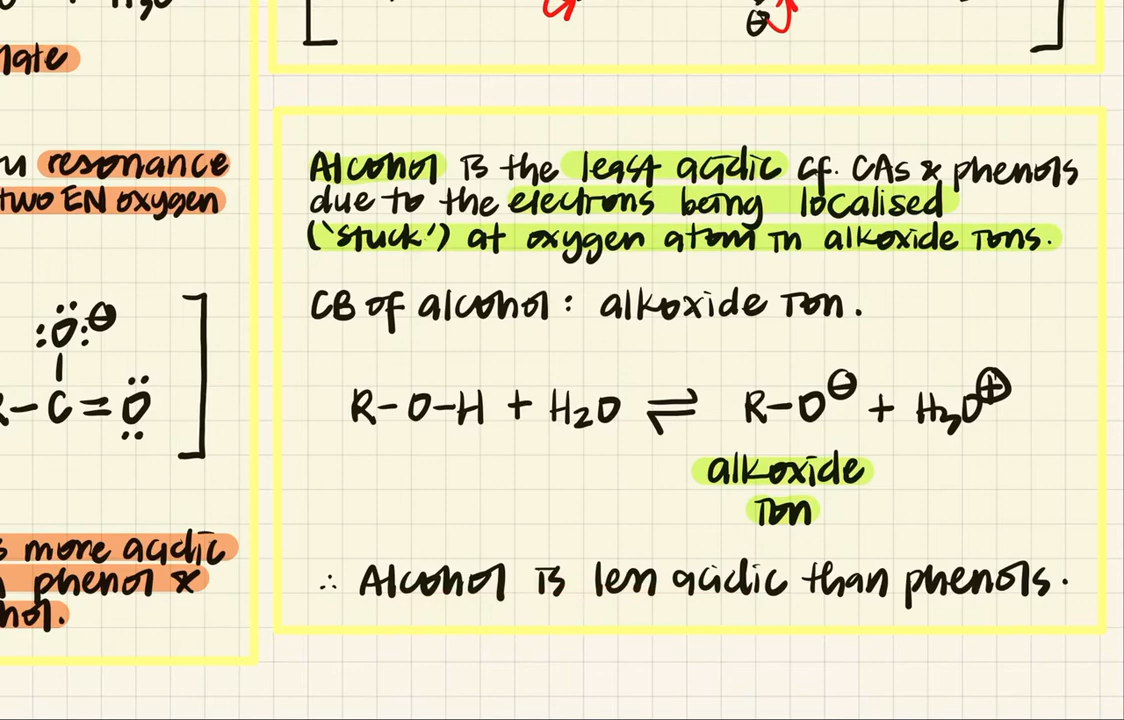 nate
resonance
two EN oxygen
:Ö:⊖
R-C=Ö
more acidic
phenol &
Alcohol is the least acidic cf. CAs & phenols
due to the electrons being localised
('stuck') at oxygen atom in alkoxide ions.
CB of alcohol: alkoxide ion.
R-O-H + H₂O ⇌ R-O⊖ + H₃O⊕
alkoxide
ion
∴ Alcohol is less acidic than phenols.